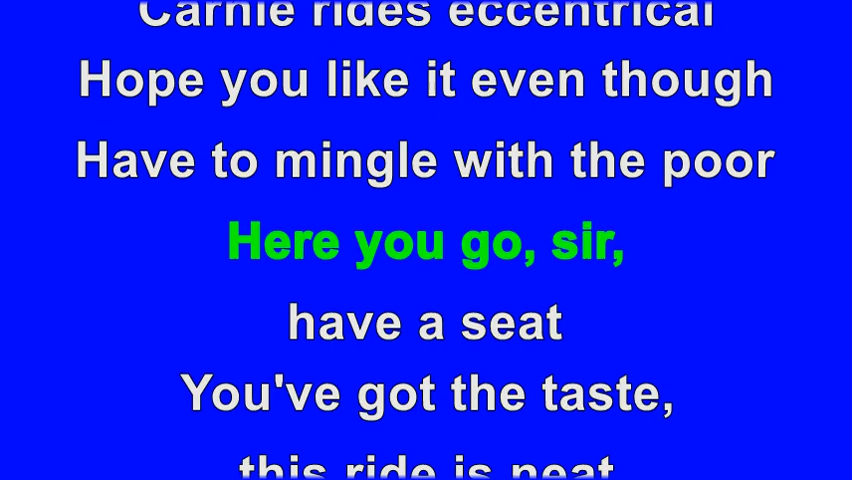 Carnie rides eccentrical
Hope you like it even though
Have to mingle with the poor
Here you go, sir,
have a seat
You've got the taste,
this ride is neat